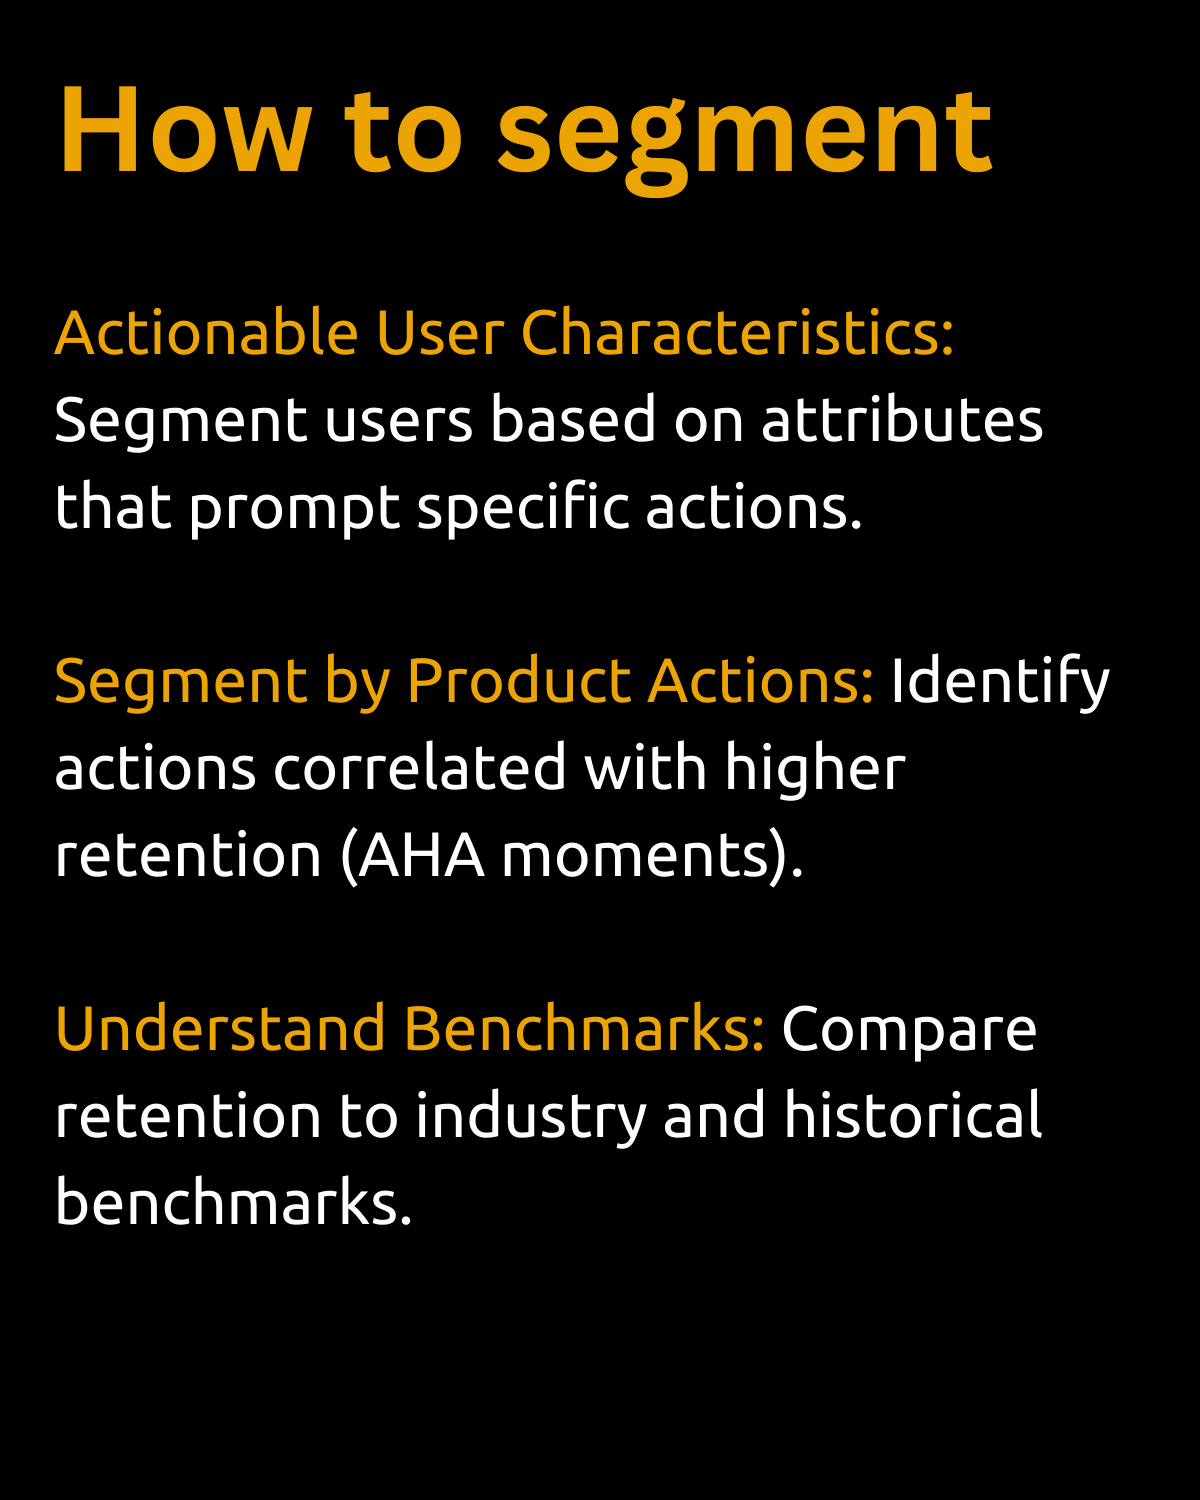 How to segment
Actionable User Characteristics:
Segment users based on attributes
that prompt specific actions.
Segment by Product Actions: Identify
actions correlated with higher
retention (AHA moments).
Understand Benchmarks: Compare
retention to industry and historical
benchmarks.